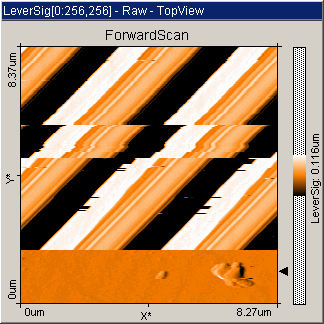 LeverSig[0:256,256] - Raw - TopView
ForwardScan
8.37um
Y*
0um
0um
X*
8.27um
LeverSig: 0.116um